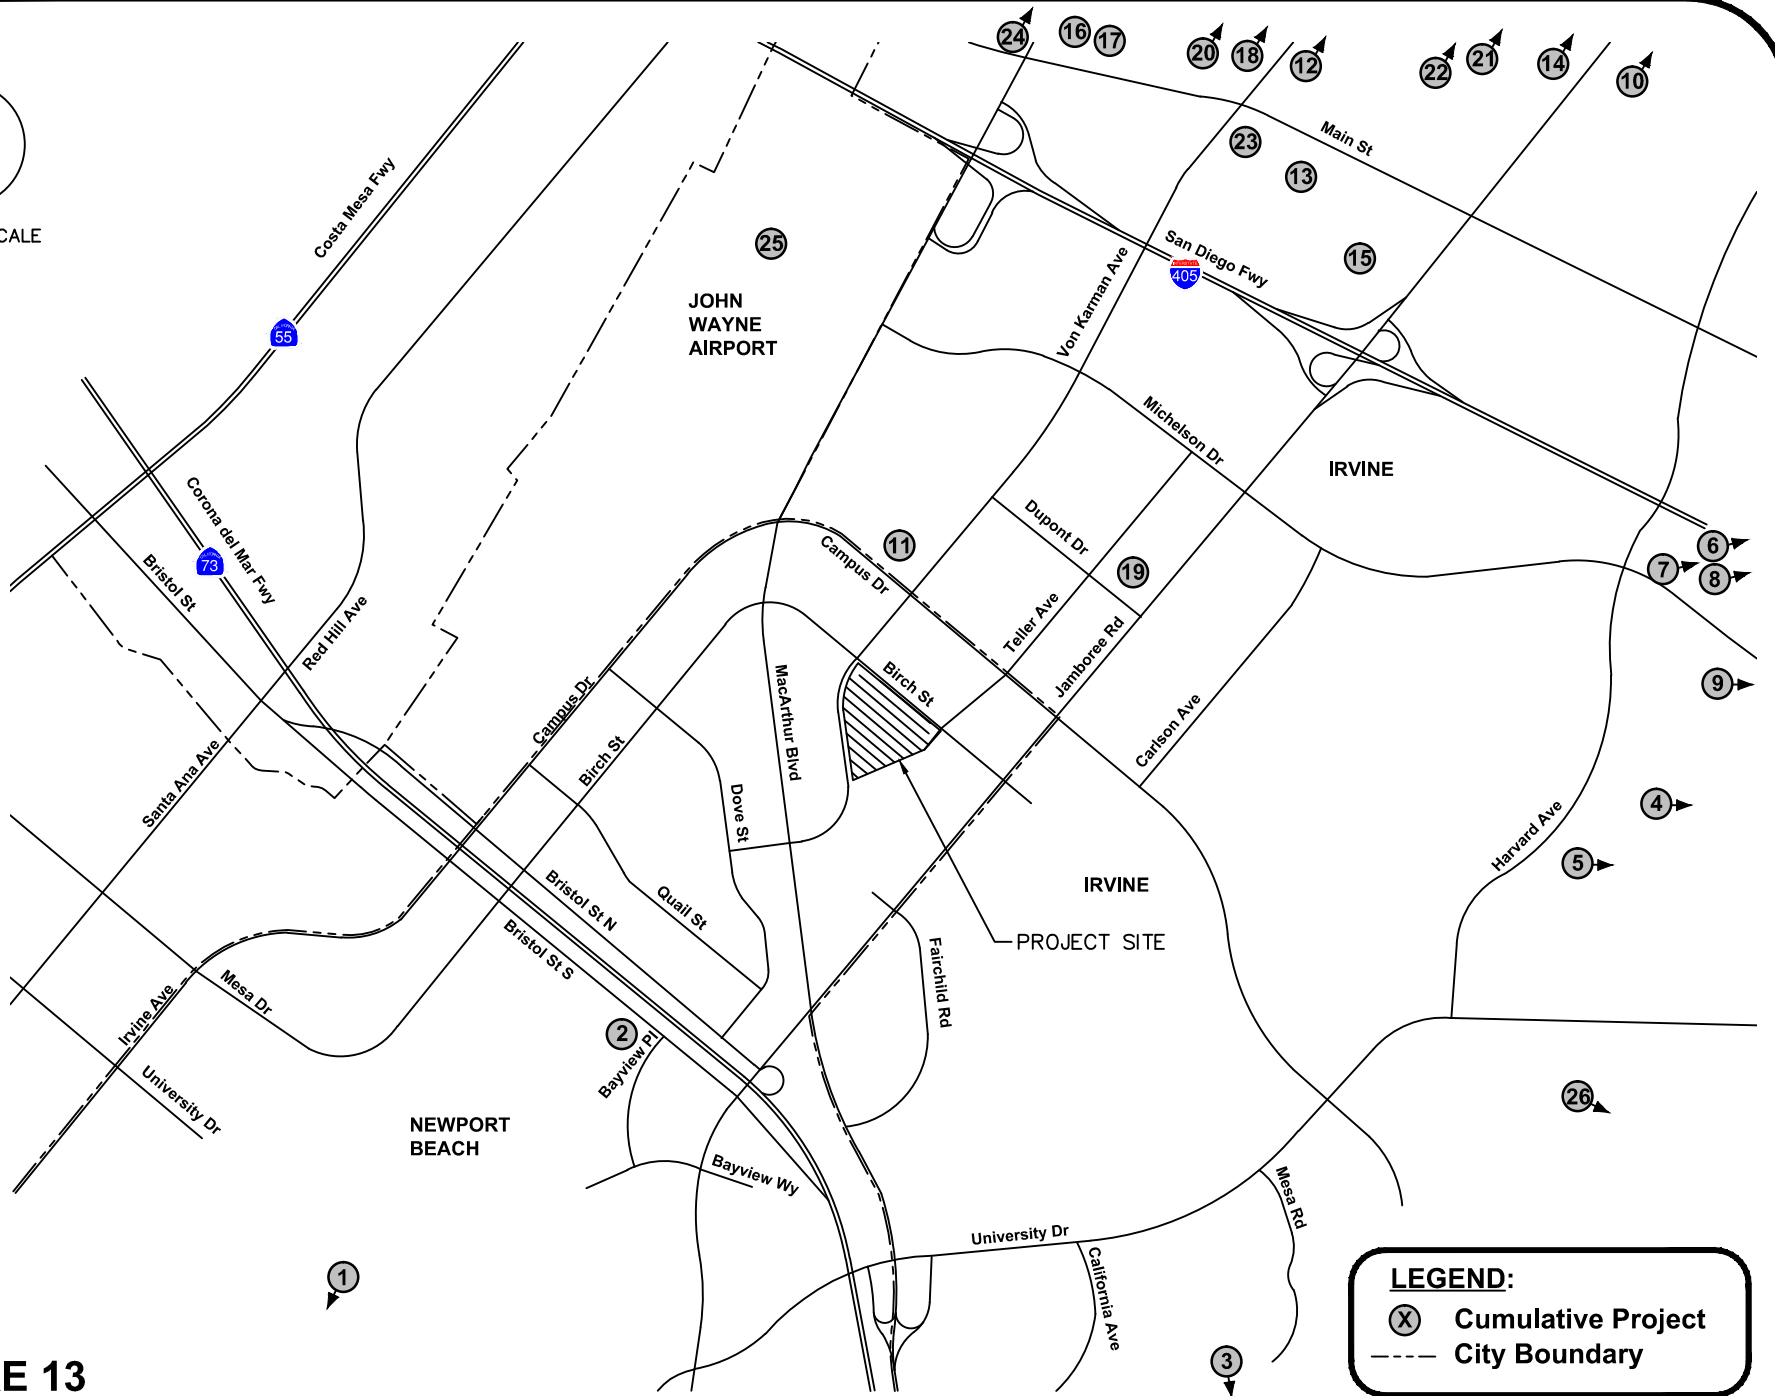 24
16
17
20
18
12
22
21
14
10
Main St
23
13
CALE
Costa Mesa Fwy
25
San Diego Fwy
405
15
Von Karman Ave
JOHN
WAYNE
AIRPORT
55
Michelson Dr
IRVINE
Corona del Mar Fwy
73
Bristol St
Dupont Dr
11
Campus Dr
19
6
7
8
Red Hill Ave
Teller Ave
Jamboree Rd
Birch St
MacArthur Blvd
9
Campus Dr
Birch St
Carlson Ave
Santa Ana Ave
Dove St
4
Harvard Ave
5
Bristol St N
Quail St
IRVINE
PROJECT SITE
Bristol St S
Fairchild Rd
Mesa Dr
Irvine Ave
2
Bayview Pl
University Dr
26
NEWPORT
BEACH
Bayview Wy
Mesa Rd
University Dr
California Ave
1
3
LEGEND:
X Cumulative Project
City Boundary
E 13